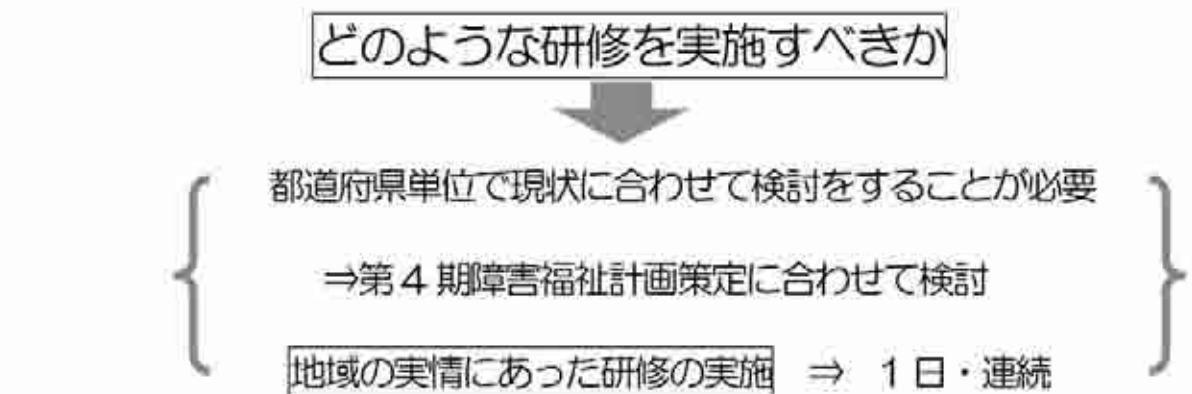 どのような研修を実施すべきか
都道府県単位で現状に合わせて検討をすることが必要
⇒第4期障害福祉計画策定に合わせて検討
地域の実情にあった研修の実施 ⇒ 1日・連続